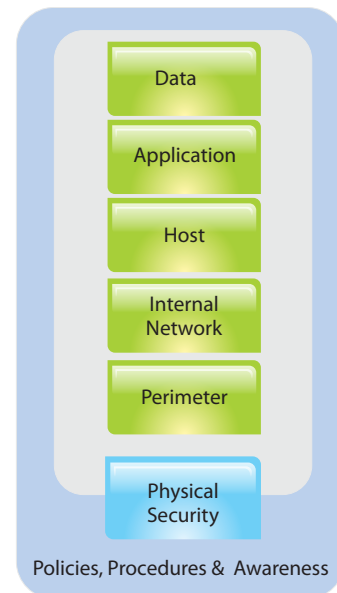 Data
Application
Host
Internal
Network
Perimeter
Physical
Security
Policies, Procedures & Awareness